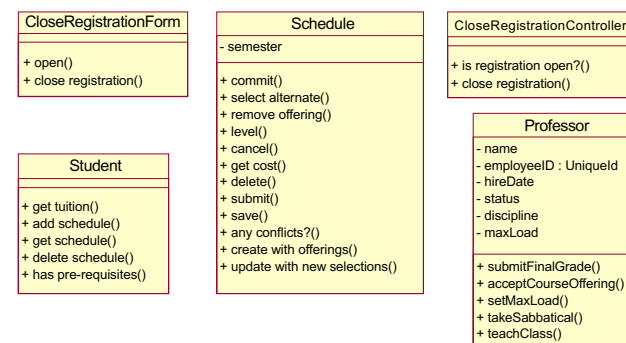 CloseRegistrationForm
+ open()
+ close registration()
Schedule
- semester
+ commit()
+ select alternate()
+ remove offering()
+ level()
+ cancel()
+ get cost()
+ delete()
+ submit()
+ save()
+ any conflicts?()
+ create with offerings()
+ update with new selections()
CloseRegistrationController
+ is registration open?()
+ close registration()
Student
+ get tuition()
+ add schedule()
+ get schedule()
+ delete schedule()
+ has pre-requisites()
Professor
- name
- employeeID : UniqueId
- hireDate
- status
- discipline
- maxLoad
+ submitFinalGrade()
+ acceptCourseOffering()
+ setMaxLoad()
+ takeSabbatical()
+ teachClass()